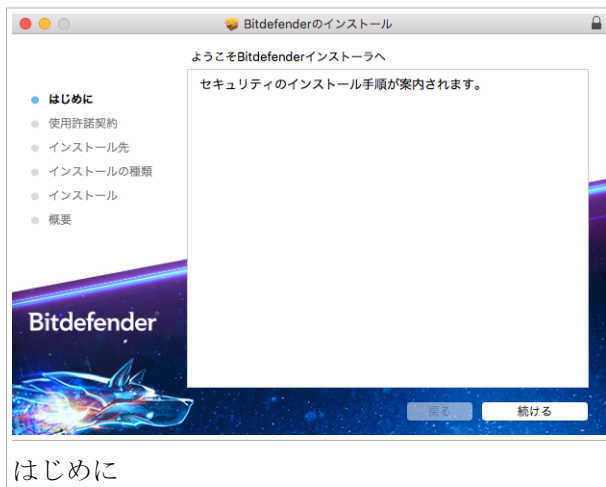 Bitdefenderのインストール
ようこそBitdefenderインストーラへ
はじめに
使用許諾契約
インストール先
インストールの種類
インストール
概要
セキュリティのインストール手順が案内されます。
Bitdefender
戻る
続ける
はじめに